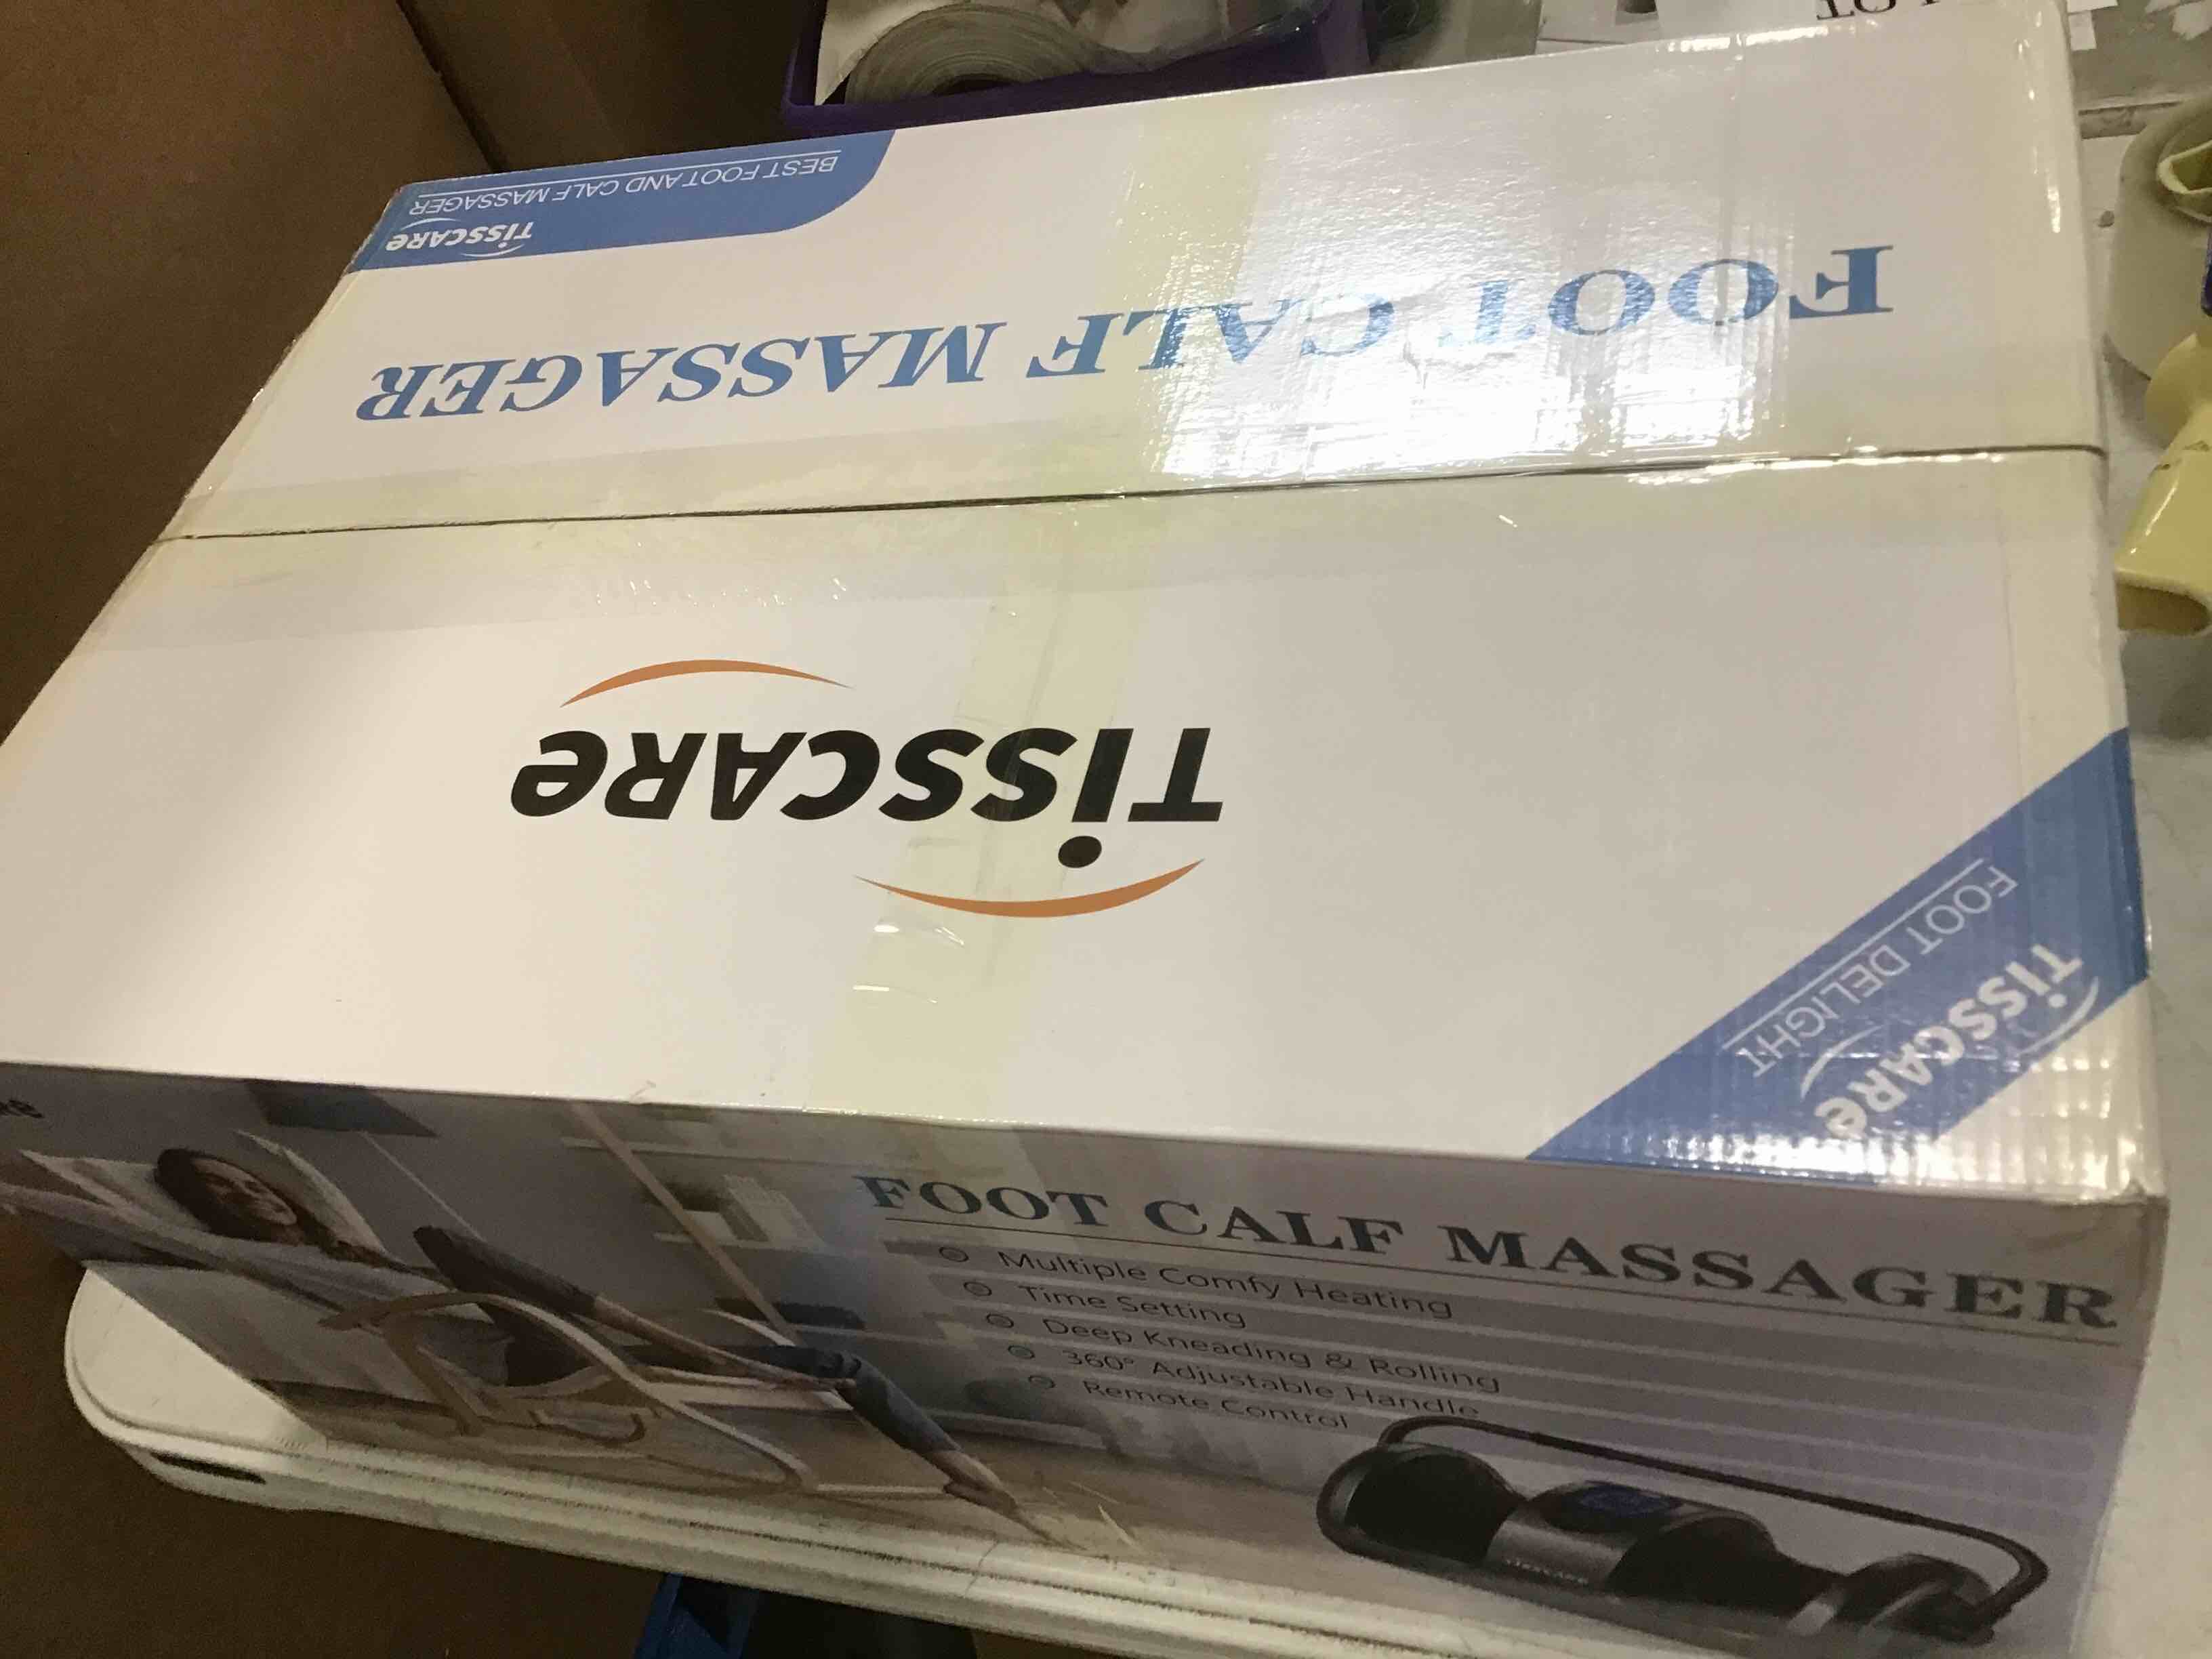 BEST FOOT AND CALF MASSAGER
TiSSCARe
FOOT CALF MASSAGER
TiSSCARe
FOOT DELIGHT
TiSSCARe
FOOT CALF MASSAGER
Multiple Comfy Heating
Time Setting
Deep Kneading & Rolling
360° Adjustable Handle
Remote Control